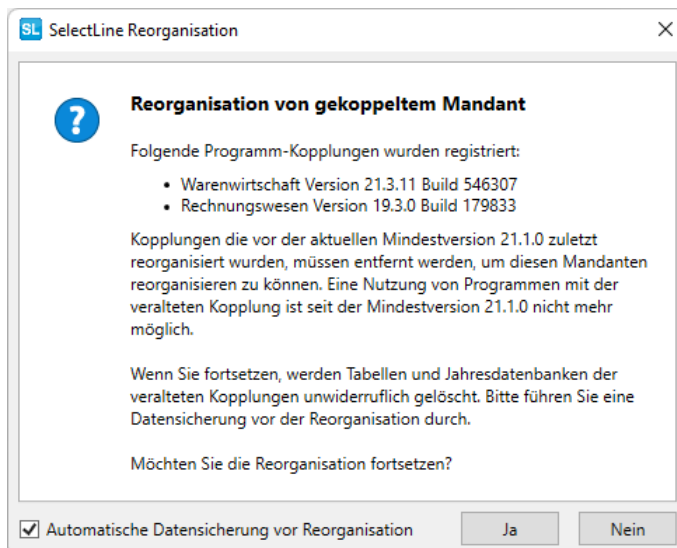 SL SelectLine Reorganisation
Reorganisation von gekoppeltem Mandant
?
Folgende Programm-Kopplungen wurden registriert:
• Warenwirtschaft Version 21.3.11 Build 546307
• Rechnungswesen Version 19.3.0 Build 179833
Kopplungen die vor der aktuellen Mindestversion 21.1.0 zuletzt
reorganisiert wurden, müssen entfernt werden, um diesen Mandanten
reorganisieren zu können. Eine Nutzung von Programmen mit der
veralteten Kopplung ist seit der Mindestversion 21.1.0 nicht mehr
möglich.
Wenn Sie fortsetzen, werden Tabellen und Jahresdatenbanken der
veralteten Kopplungen unwiderruflich gelöscht. Bitte führen Sie eine
Datensicherung vor der Reorganisation durch.
Möchten Sie die Reorganisation fortsetzen?
Automatische Datensicherung vor Reorganisation Ja Nein